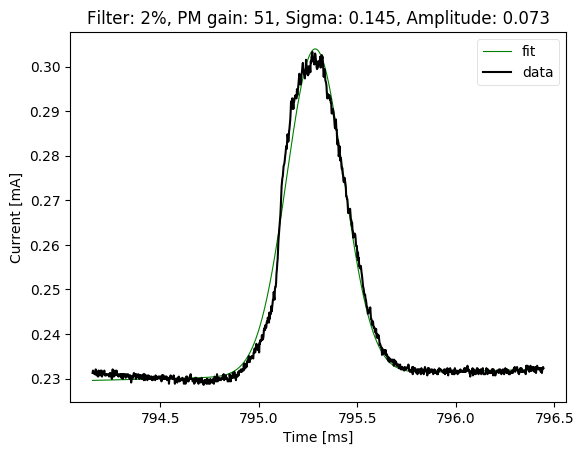 Filter: 2%, PM gain: 51, Sigma: 0.145, Amplitude: 0.073
fit
data
0.30
0.29
0.28
0.27
0.26
0.25
0.24
0.23
Current [mA]
794.5 795.0 795.5 796.0 796.5
Time [ms]